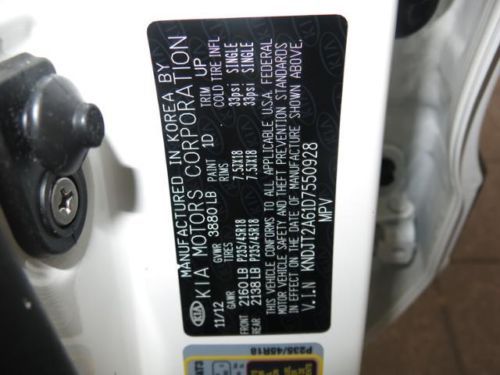 MANUFACTURED IN KOREA BY
KIA MOTORS CORPORATION
KIA 11/12 GVWR 3880 LB PAINT 1D TRIM UP
GAWR TIRES RIMS COLD TIRE INFL
FRONT 2160 LB P235/45R18 7.5JX18 33psi SINGLE
REAR 2138 LB P235/45R18 7.5JX18 33psi SINGLE
THIS VEHICLE CONFORMS TO ALL APPLICABLE U.S.A. FEDERAL
MOTOR VEHICLE SAFETY AND THEFT PREVENTION STANDARDS
IN EFFECT ON THE DATE OF MANUFACTURE SHOWN ABOVE.
V.I.N KNDJT2A61D7550928
MPV
P235/45R18